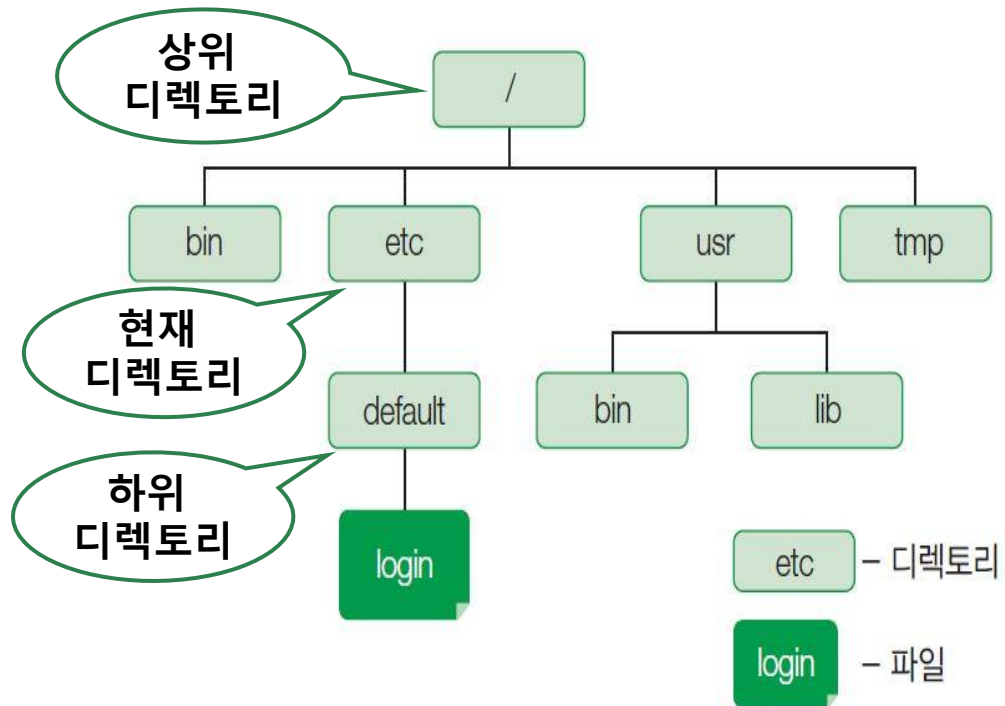 상위
디렉토리
/
bin
etc
usr
tmp
현재
디렉토리
default
bin
lib
하위
디렉토리
login
etc – 디렉토리
login – 파일